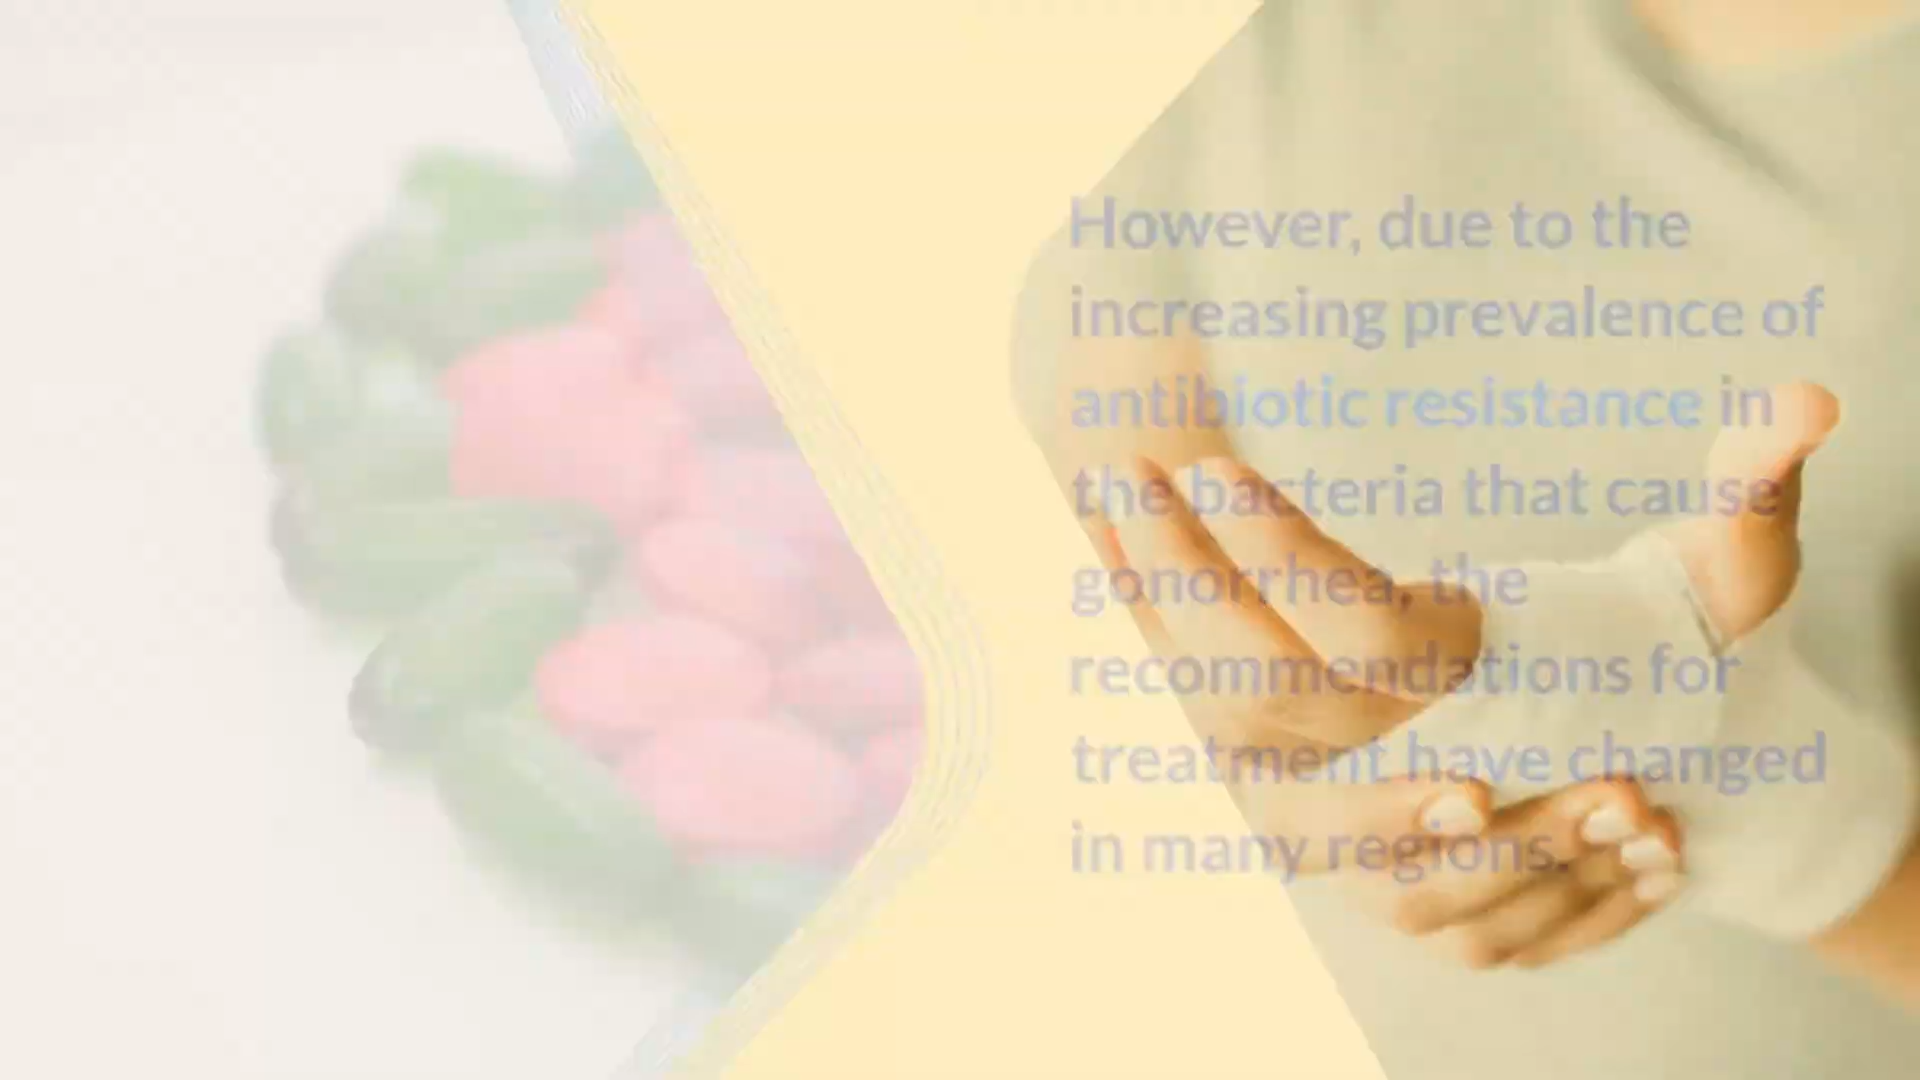 However, due to the
increasing prevalence of
antibiotic resistance in
the bacteria that cause
gonorrhea, the
recommendations for
treatment have changed
in many regions.